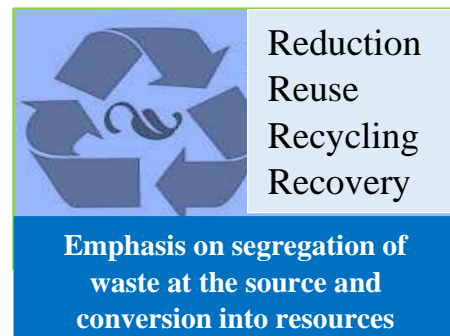 Reduction
Reuse
Recycling
Recovery
Emphasis on segregation of
waste at the source and
conversion into resources